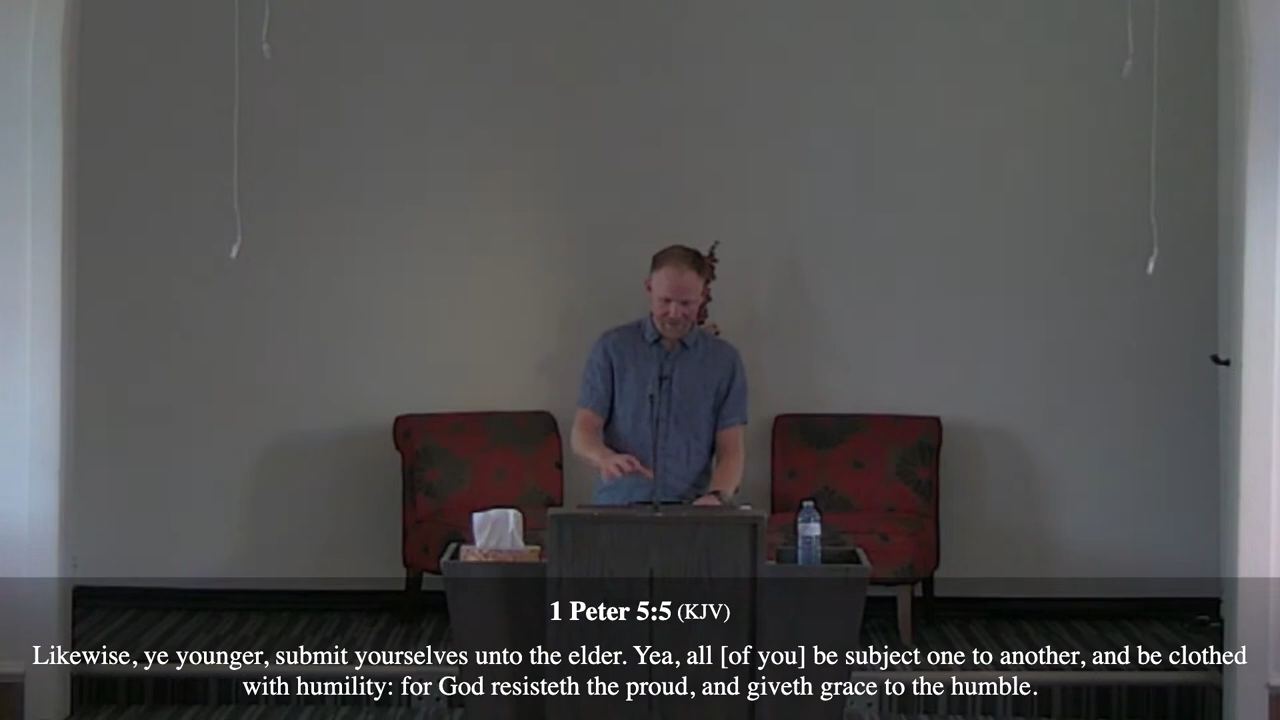 1 Peter 5:5 (KJV)
Likewise, ye younger, submit yourselves unto the elder. Yea, all [of you] be subject one to another, and be clothed
with humility: for God resisteth the proud, and giveth grace to the humble.